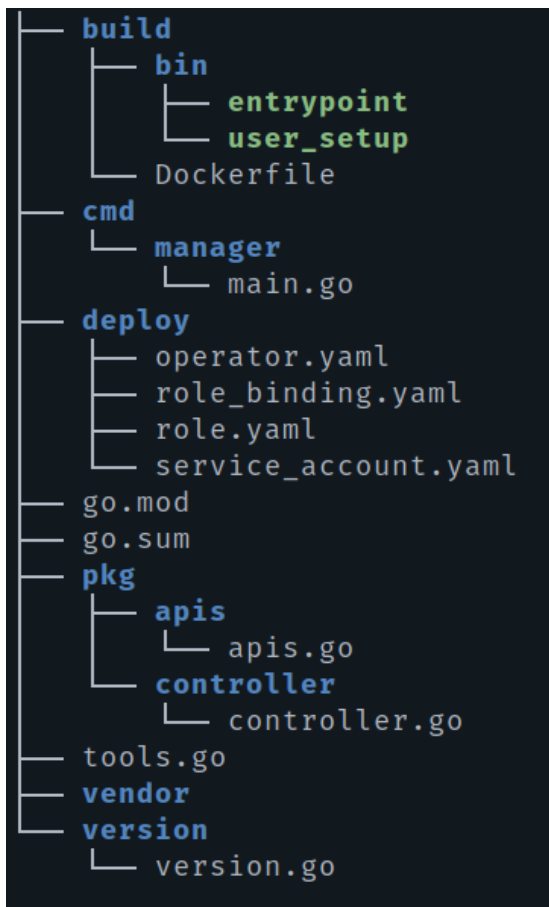 build
bin
entrypoint
user_setup
Dockerfile
cmd
manager
main.go
deploy
operator.yaml
role_binding.yaml
role.yaml
service_account.yaml
go.mod
go.sum
pkg
apis
apis.go
controller
controller.go
tools.go
vendor
version
version.go